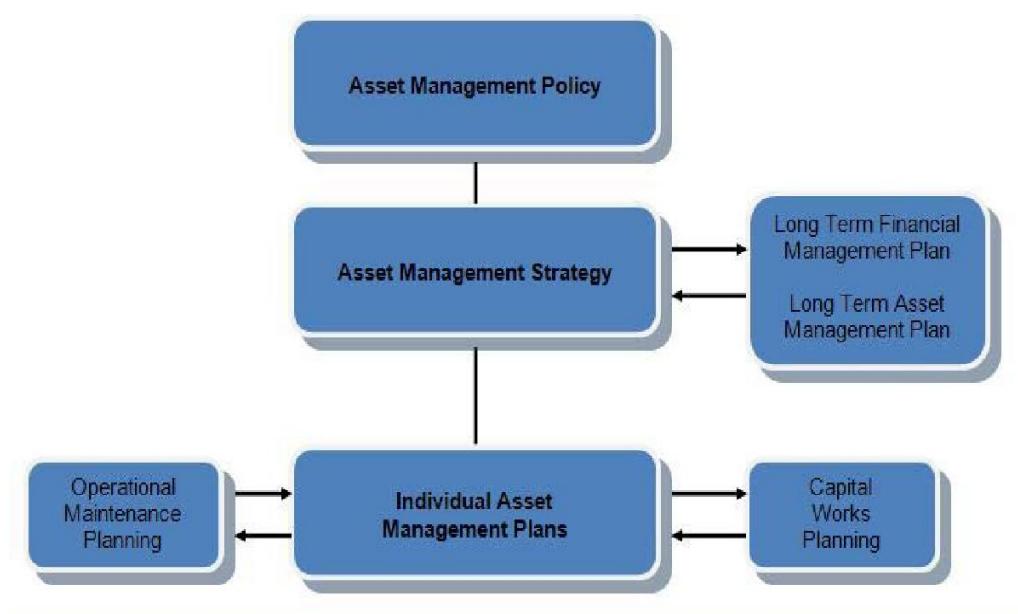 Asset Management Policy
Asset Management Strategy
Long Term Financial
Management Plan
Long Term Asset
Management Plan
Operational
Maintenance
Planning
Individual Asset
Management Plans
Capital
Works
Planning